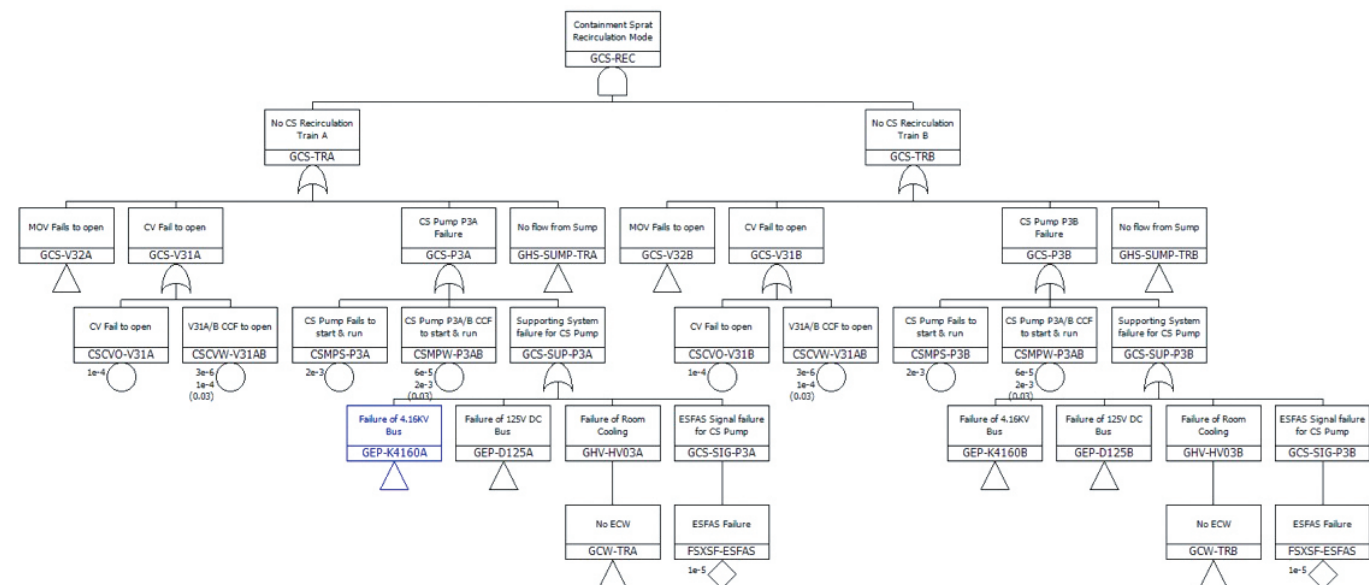 Containment Sprat
Recirculation Mode
GCS-REC
No CS Recirculation
Train A
GCS-TRA
No CS Recirculation
Train B
GCS-TRB
MOV Fails to open
GCS-V32A
CV Fail to open
GCS-V31A
CS Pump P3A
Failure
GCS-P3A
No flow from Sump
GHS-SUMP-TRA
MOV Fails to open
GCS-V32B
CV Fail to open
GCS-V31B
CS Pump P3B
Failure
GCS-P3B
No flow from Sump
GHS-SUMP-TRB
CV Fail to open
CSCVO-V31A
1e-4
V31A/B CCF to open
CSCVW-V31AB
3e-6
1e-4
(0.03)
CS Pump Fails to
start & run
CSMPS-P3A
2e-3
CS Pump P3A/B CCF
to start & run
CSMPW-P3AB
6e-5
2e-3
(0.03)
Supporting System
failure for CS Pump
GCS-SUP-P3A
CV Fail to open
CSCVO-V31B
1e-4
V31A/B CCF to open
CSCVW-V31AB
3e-6
1e-4
(0.03)
CS Pump Fails to
start & run
CSMPS-P3B
2e-3
CS Pump P3A/B CCF
to start & run
CSMPW-P3AB
6e-5
2e-3
(0.03)
Supporting System
failure for CS Pump
GCS-SUP-P3B
Failure of 4.16KV
Bus
GEP-K4160A
Failure of 125V DC
Bus
GEP-D125A
Failure of Room
Cooling
GHV-HV03A
ESFAS Signal failure
for CS Pump
GCS-SIG-P3A
Failure of 4.16KV
Bus
GEP-K4160B
Failure of 125V DC
Bus
GEP-D125B
Failure of Room
Cooling
GHV-HV03B
ESFAS Signal failure
for CS Pump
GCS-SIG-P3B
No ECW
GCW-TRA
ESFAS Failure
FSXSF-ESFAS
1e-5
No ECW
GCW-TRB
ESFAS Failure
FSXSF-ESFAS
1e-5